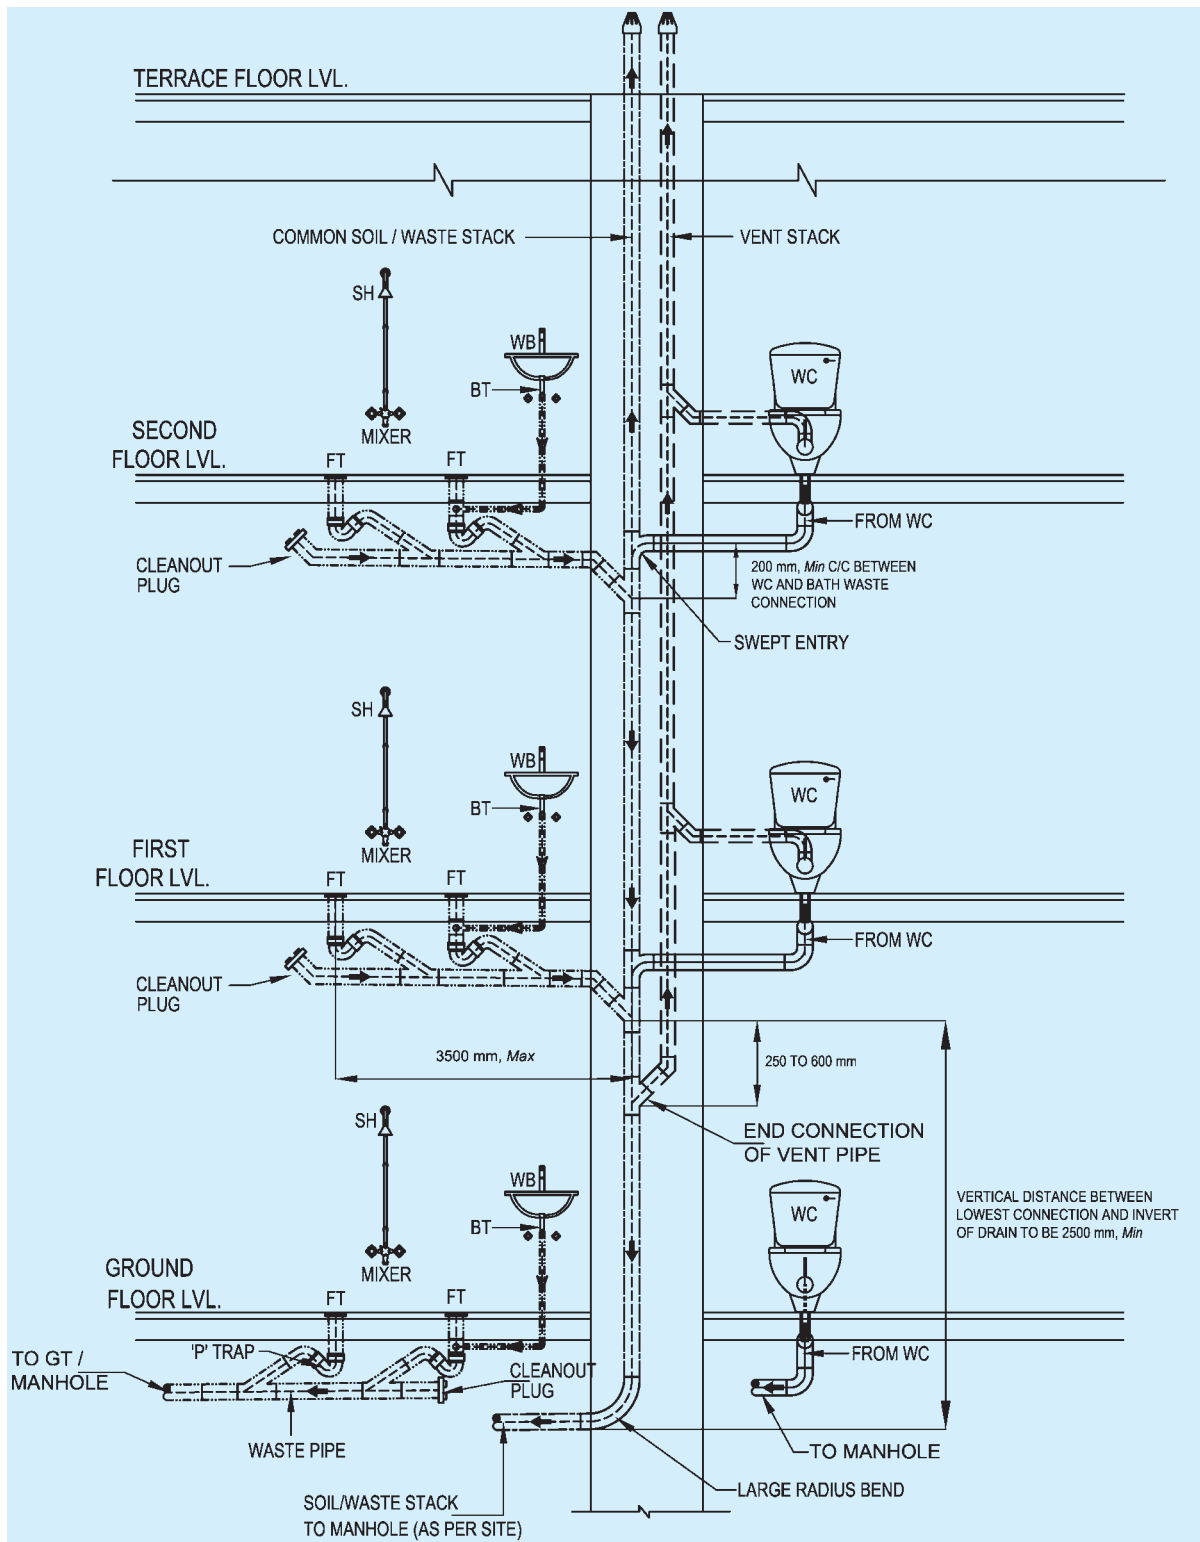 TERRACE FLOOR LVL.
COMMON SOIL / WASTE STACK
VENT STACK
SH
WB
BT
WC
MIXER
SECOND
FLOOR LVL.
FT
FT
FROM WC
CLEANOUT
PLUG
200 mm, Min C/C BETWEEN
WC AND BATH WASTE
CONNECTION
SWEPT ENTRY
SH
WB
BT
WC
MIXER
FIRST
FLOOR LVL.
FT
FT
FROM WC
CLEANOUT
PLUG
3500 mm, Max
250 TO 600 mm
SH
END CONNECTION
OF VENT PIPE
WB
BT
WC
VERTICAL DISTANCE BETWEEN
LOWEST CONNECTION AND INVERT
OF DRAIN TO BE 2500 mm, Min
MIXER
GROUND
FLOOR LVL.
FT
FT
'P' TRAP
FROM WC
TO GT /
MANHOLE
CLEANOUT
PLUG
WASTE PIPE
TO MANHOLE
LARGE RADIUS BEND
SOIL/WASTE STACK
TO MANHOLE (AS PER SITE)